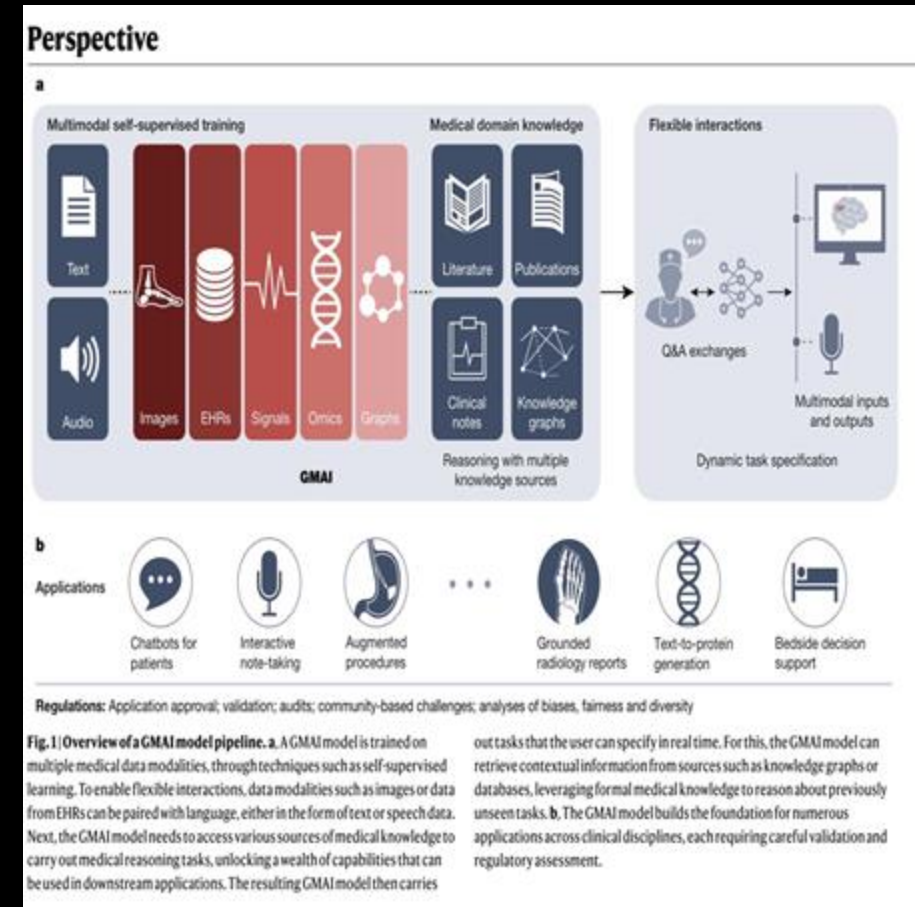 Perspective
a
Multimodal self-supervised training
Medical domain knowledge
Flexible interactions
Text
Audio
Images
EHRs
Signals
Omics
Graphs
GMAI
Literature
Publications
Clinical
notes
Knowledge
graphs
Reasoning with multiple
knowledge sources
Q&A exchanges
Multimodal inputs
and outputs
Dynamic task specification
b
Applications
Chatbots for
patients
Interactive
note-taking
Augmented
procedures
Grounded
radiology reports
Text-to-protein
generation
Bedside decision
support
Regulations: Application approval; validation; audits; community-based challenges; analyses of biases, fairness and diversity
Fig. 1 | Overview of a GMAI model pipeline. a, A GMAI model is trained on
multiple medical data modalities, through techniques such as self-supervised
learning. To enable flexible interactions, data modalities such as images or data
from EHRs can be paired with language, either in the form of text or speech data.
Next, the GMAI model needs to access various sources of medical knowledge to
carry out medical reasoning tasks, unlocking a wealth of capabilities that can
be used in downstream applications. The resulting GMAI model then carries
out tasks that the user can specify in real time. For this, the GMAI model can
retrieve contextual information from sources such as knowledge graphs or
databases, leveraging formal medical knowledge to reason about previously
unseen tasks. b, The GMAI model builds the foundation for numerous
applications across clinical disciplines, each requiring careful validation and
regulatory assessment.